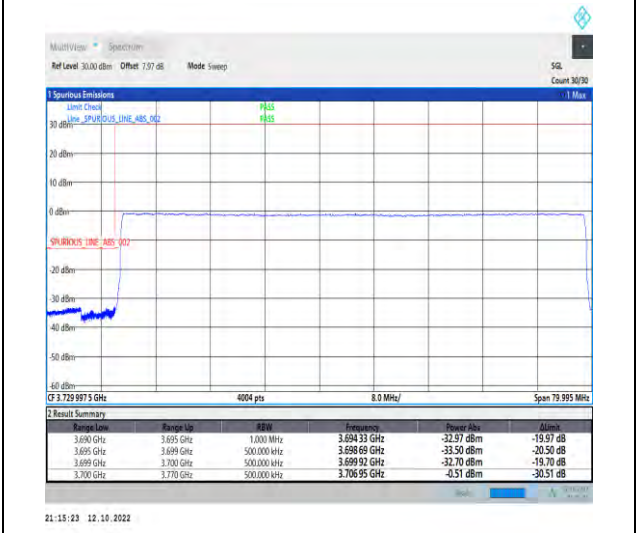 MultiView Spectrum
Ref Level 30.00 dBm Offset 7.97 dB Mode Sweep SGL
Count 30/30
1 Spurious Emissions 1 Max
Limit Check PASS
Line _SPURIOUS_LINE_ABS_002 PASS
30 dBm
20 dBm
10 dBm
0 dBm
SPURIOUS_LINE_ABS_002
-20 dBm
-30 dBm
-40 dBm
-50 dBm
-60 dBm
CF 3.729 997 5 GHz 4004 pts 8.0 MHz/ Span 79.995 MHz
2 Result Summary
Range Low Range Up RBW Frequency Power Abs ΔLimit
3.690 GHz 3.695 GHz 1.000 MHz 3.694 33 GHz -32.97 dBm -19.97 dB
3.695 GHz 3.699 GHz 500.000 kHz 3.698 69 GHz -33.50 dBm -20.50 dB
3.699 GHz 3.700 GHz 500.000 kHz 3.699 92 GHz -32.70 dBm -19.70 dB
3.700 GHz 3.770 GHz 500.000 kHz 3.706 95 GHz -0.51 dBm -30.51 dB
21:15:23 12.10.2022